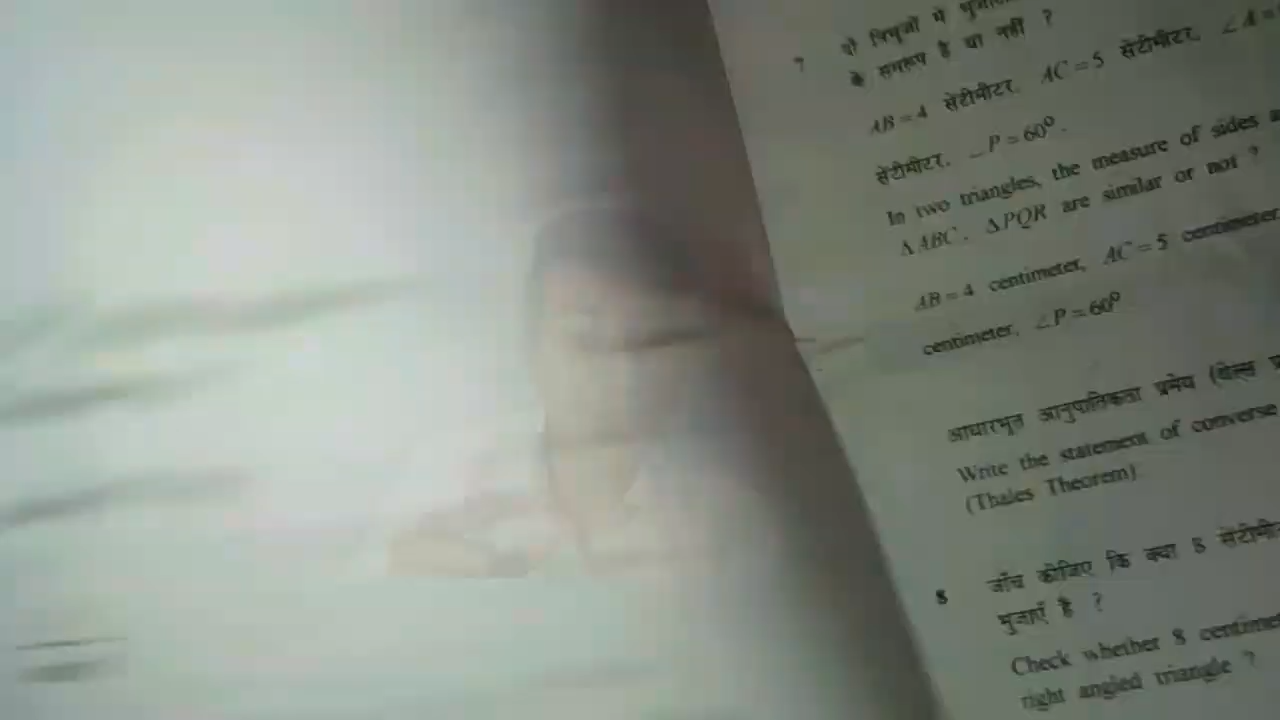 7 दो त्रिभुजों में
के समरूप है या नहीं ?
AB = 4 सेंटीमीटर, AC = 5 सेंटीमीटर, ∠A =
सेंटीमीटर, ∠P = 60⁰.
In two triangles, the measure of sides
ΔABC, ΔPQR are similar or not ?
AB = 4 centimeter, AC = 5 centimeter
centimeter, ∠P = 60⁰
आधारभूत आनुपातिकता प्रमेय (थेल्स
Write the statement of converse
(Thales Theorem)
8 जाँच कीजिए कि क्या 8 सेंटीमी
भुजाएँ है ?
Check whether 8 centime
right angled triangle ?